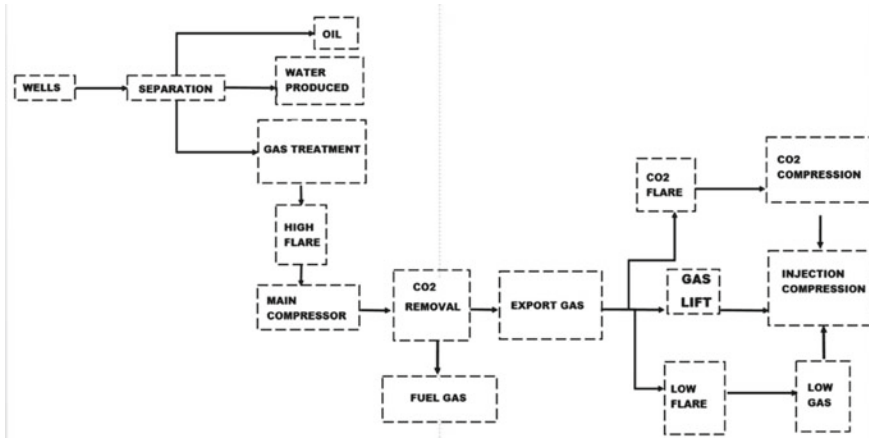 OIL
WELLS
SEPARATION
WATER
PRODUCED
GAS TREATMENT
HIGH
FLARE
MAIN
COMPRESSOR
CO2
REMOVAL
FUEL GAS
EXPORT GAS
CO2
FLARE
CO2
COMPRESSION
GAS
LIFT
INJECTION
COMPRESSION
LOW
FLARE
LOW
GAS